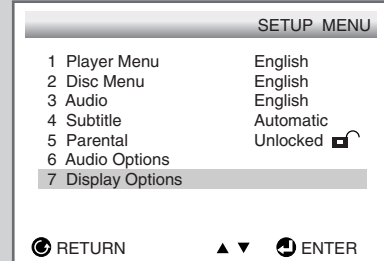 SETUP MENU
1 Player Menu English
2 Disc Menu English
3 Audio English
4 Subtitle Automatic
5 Parental Unlocked
6 Audio Options
7 Display Options
RETURN ▲ ▼ ENTER